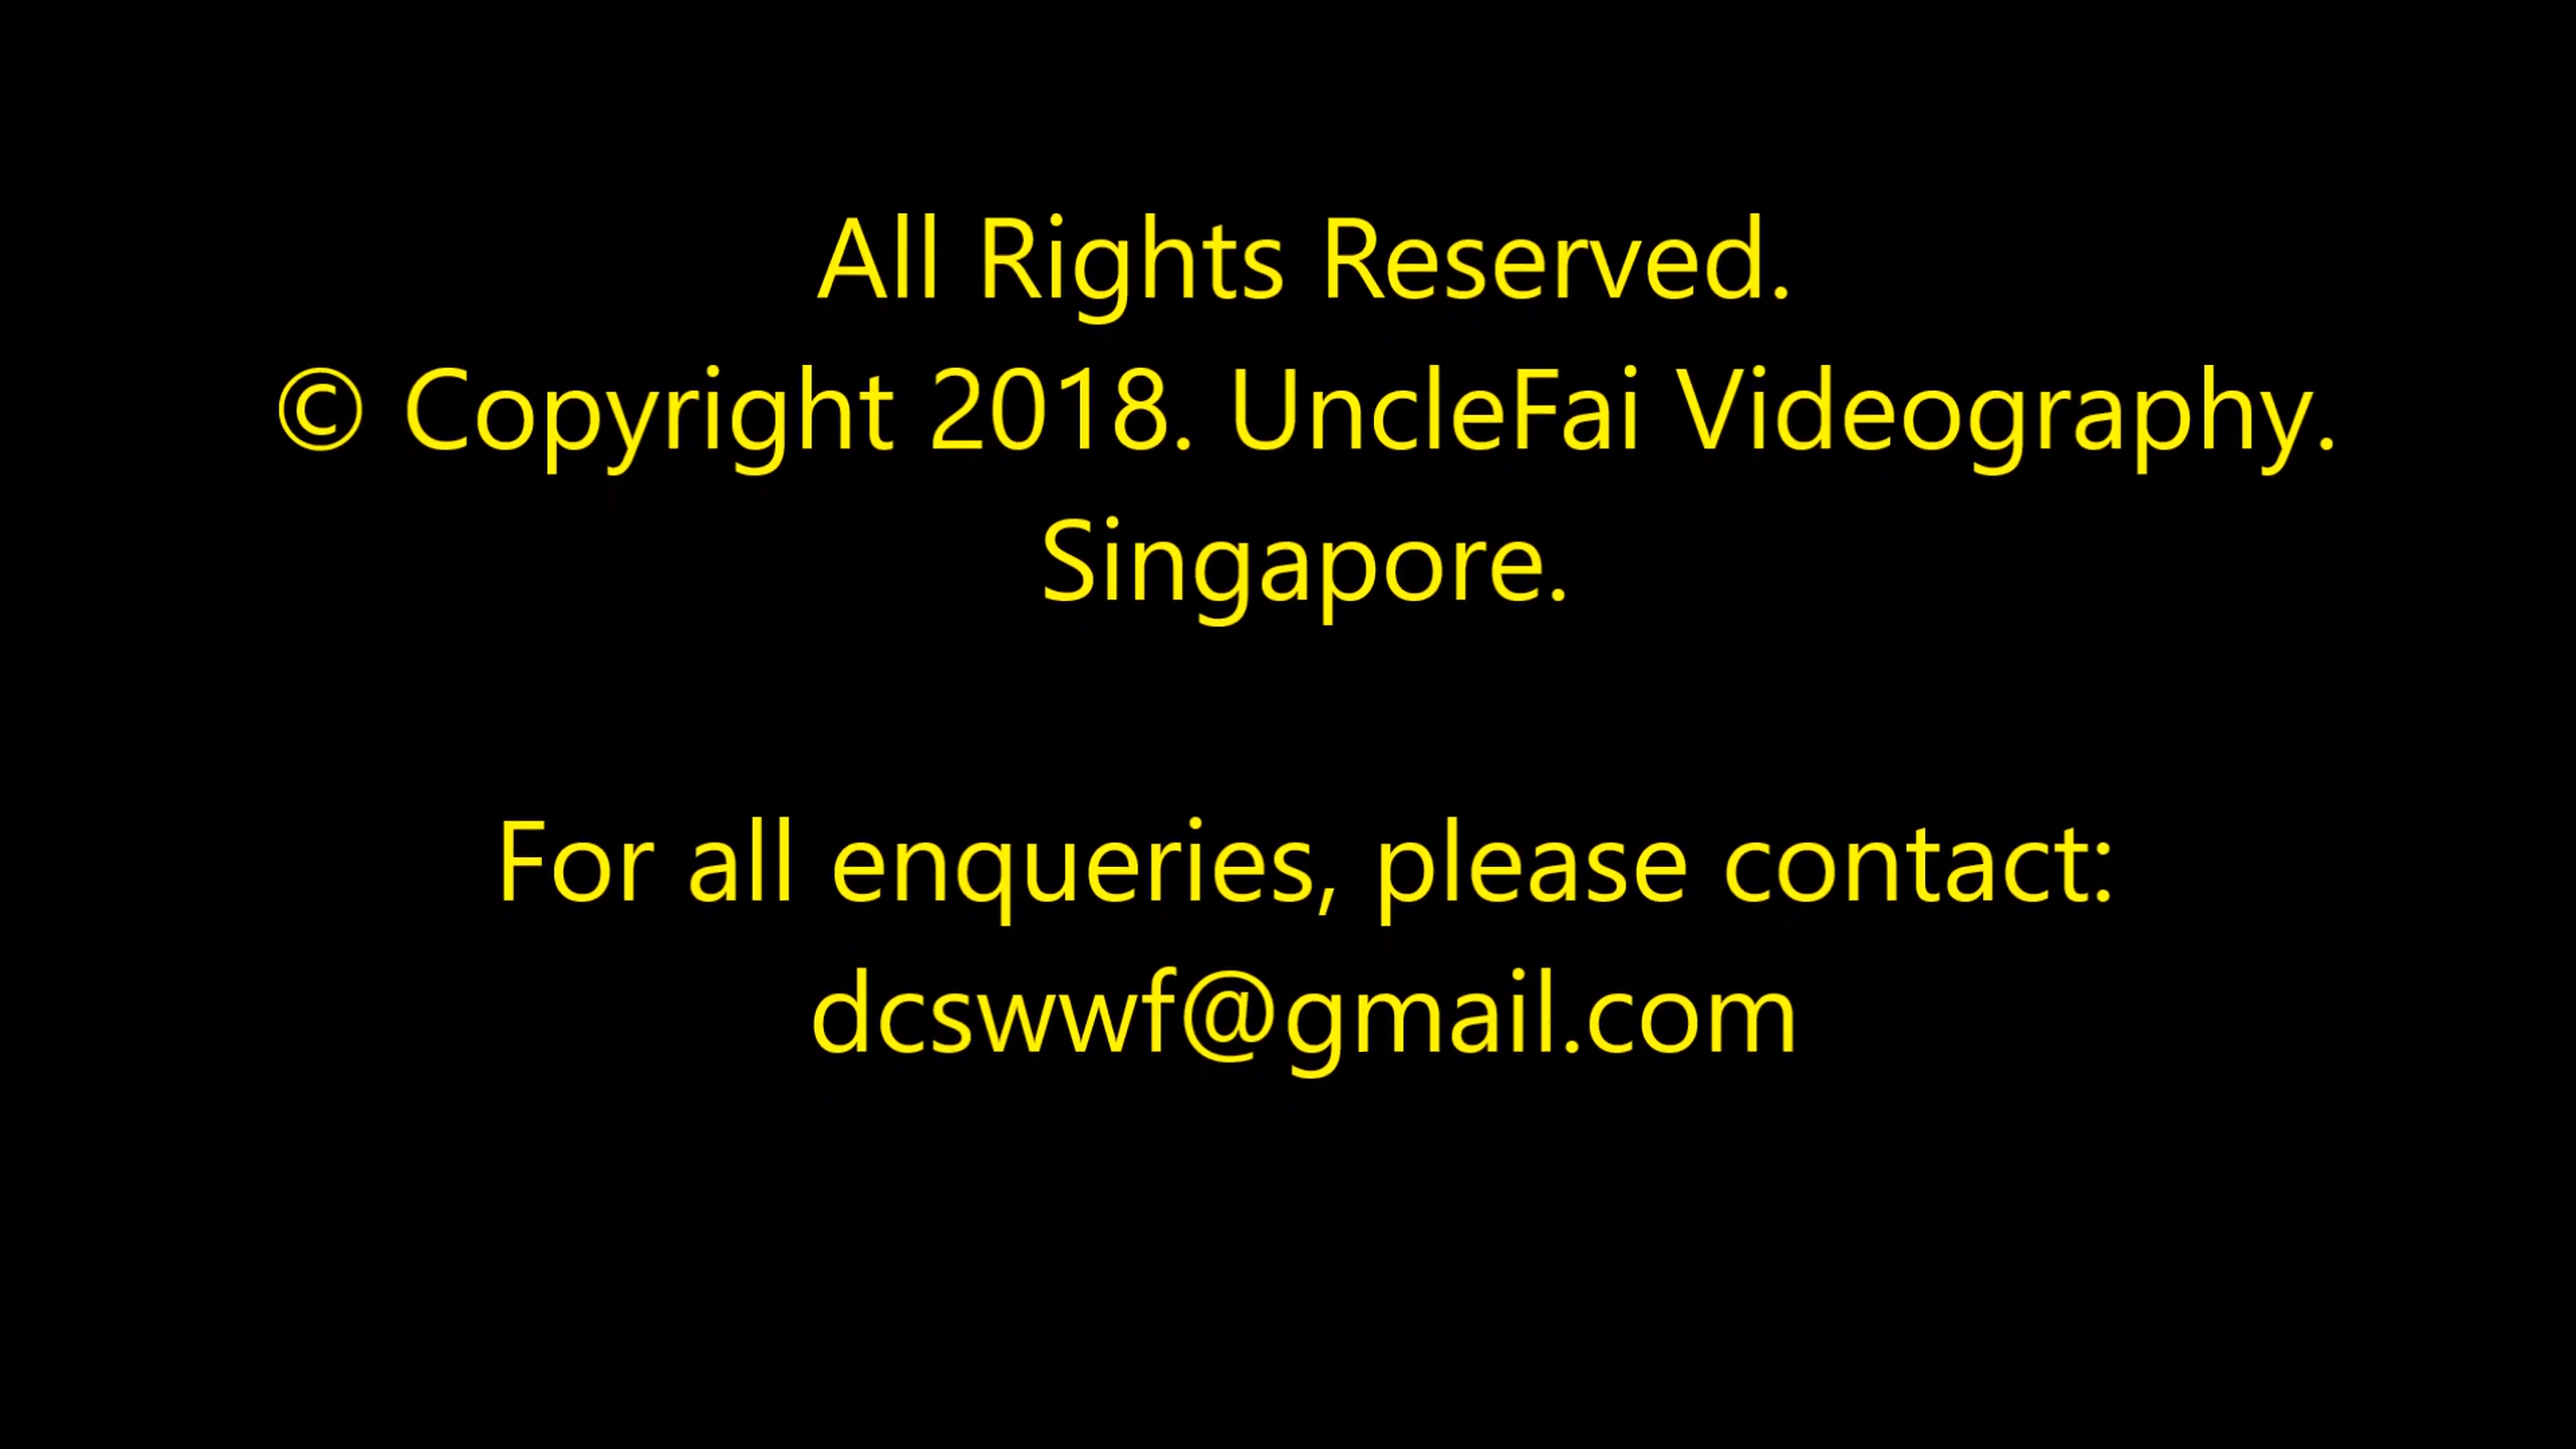 All Rights Reserved.
© Copyright 2018. UncleFai Videography.
Singapore.
For all enqueries, please contact:
dcswwf@gmail.com